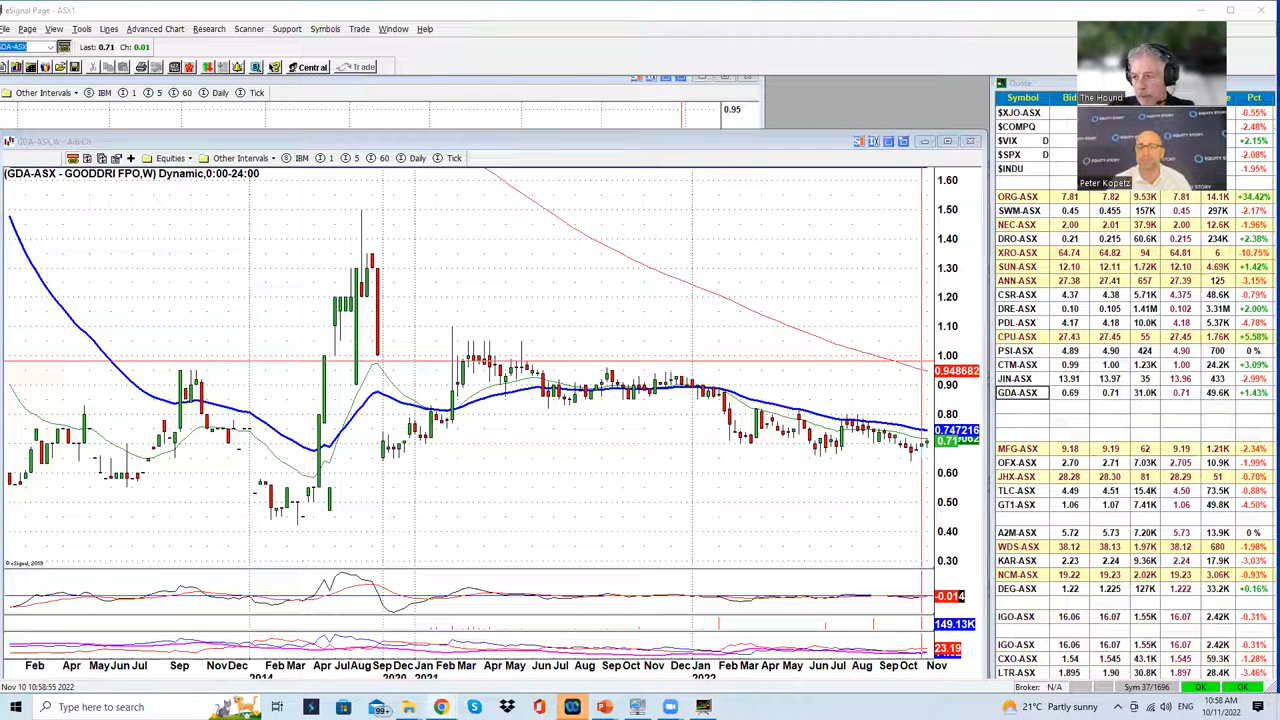 eSignal Page - ASX1
File Page View Tools Lines Advanced Chart Research Scanner Support Symbols Trade Window Help
GDA-ASX Last: 0.71 Ch: 0.01
Central Trade
Other Intervals IBM 1 5 60 Daily Tick
0.95
GDA-ASX,W - AdvCh
Equities Other Intervals IBM 1 5 60 Daily Tick
(GDA-ASX - GOODDRI FPO,W) Dynamic,0:00-24:00
1.60
1.50
1.40
1.30
1.20
1.10
1.00
0.948682
0.90
0.80
0.747216
0.71
0.60
0.50
0.40
0.30
© eSignal, 2019
-0.014
149.13K
23.19
Feb Apr May Jun Jul Sep Nov Dec Feb Mar Apr Jun Jul Aug Sep Dec Feb Mar Apr Jun Jul Aug Sep Oct Nov Dec Jan Feb Mar Apr May Jun Jul Aug Sep Oct Nov
2014 2020 2021 2022
Nov 10 10:58:55 2022
Broker: N/A Sym 37/1696 OK OK
The Hound
EQUITY STORY
Peter Kopetz
Quote
Symbol Bid Pct
$XJO-ASX -0.55%
$COMPQ -2.48%
$VIX D +2.15%
$SPX D -2.08%
$INDU -1.95%
ORG-ASX 7.81 7.82 9.53K 7.81 14.1K +34.42%
SWM-ASX 0.45 0.455 157K 0.45 297K -2.17%
NEC-ASX 2.00 2.01 37.9K 2.00 12.6K -1.96%
DRO-ASX 0.21 0.215 60.6K 0.215 234K +2.38%
XRO-ASX 64.74 64.82 94 64.81 6 -10.75%
SUN-ASX 12.10 12.11 1.72K 12.10 4.69K +1.42%
ANN-ASX 27.38 27.41 657 27.39 125 -3.15%
CSR-ASX 4.37 4.38 5.71K 4.375 48.6K -0.79%
DRE-ASX 0.10 0.105 1.41M 0.102 3.31M +2.00%
PDL-ASX 4.17 4.18 10.0K 4.18 5.37K -4.78%
CPU-ASX 27.43 27.45 55 27.45 1.76K +5.58%
PSI-ASX 4.89 4.90 424 4.90 700 0 %
CTM-ASX 0.99 1.00 1.23K 1.00 24.2K +3.09%
JIN-ASX 13.91 13.97 35 13.96 433 -2.99%
GDA-ASX 0.69 0.71 31.0K 0.71 49.6K +1.43%
MFG-ASX 9.18 9.19 62 9.19 1.21K -2.34%
OFX-ASX 2.70 2.71 7.03K 2.705 10.9K -1.99%
JHX-ASX 28.28 28.30 81 28.29 51 -0.70%
TLC-ASX 4.49 4.51 15.4K 4.50 73.5K -0.88%
GT1-ASX 1.06 1.07 7.41K 1.06 49.8K -4.50%
A2M-ASX 5.72 5.73 7.20K 5.73 13.9K 0 %
WDS-ASX 38.12 38.13 1.97K 38.12 680 -1.98%
KAR-ASX 2.23 2.24 9.36K 2.24 17.9K -3.03%
NCM-ASX 19.22 19.23 2.02K 19.23 3.06K -0.93%
DEG-ASX 1.22 1.225 127K 1.222 33.2K +0.16%
IGO-ASX 16.06 16.07 1.55K 16.07 2.42K -0.31%
IGO-ASX 16.06 16.07 1.55K 16.07 2.42K -0.31%
CXO-ASX 1.54 1.545 43.1K 1.545 59.3K -1.28%
LTR-ASX 1.895 1.90 30.8K 1.897 28.4K -3.46%
Type here to search
99+
21°C Partly sunny
ENG
10:58 AM
10/11/2022